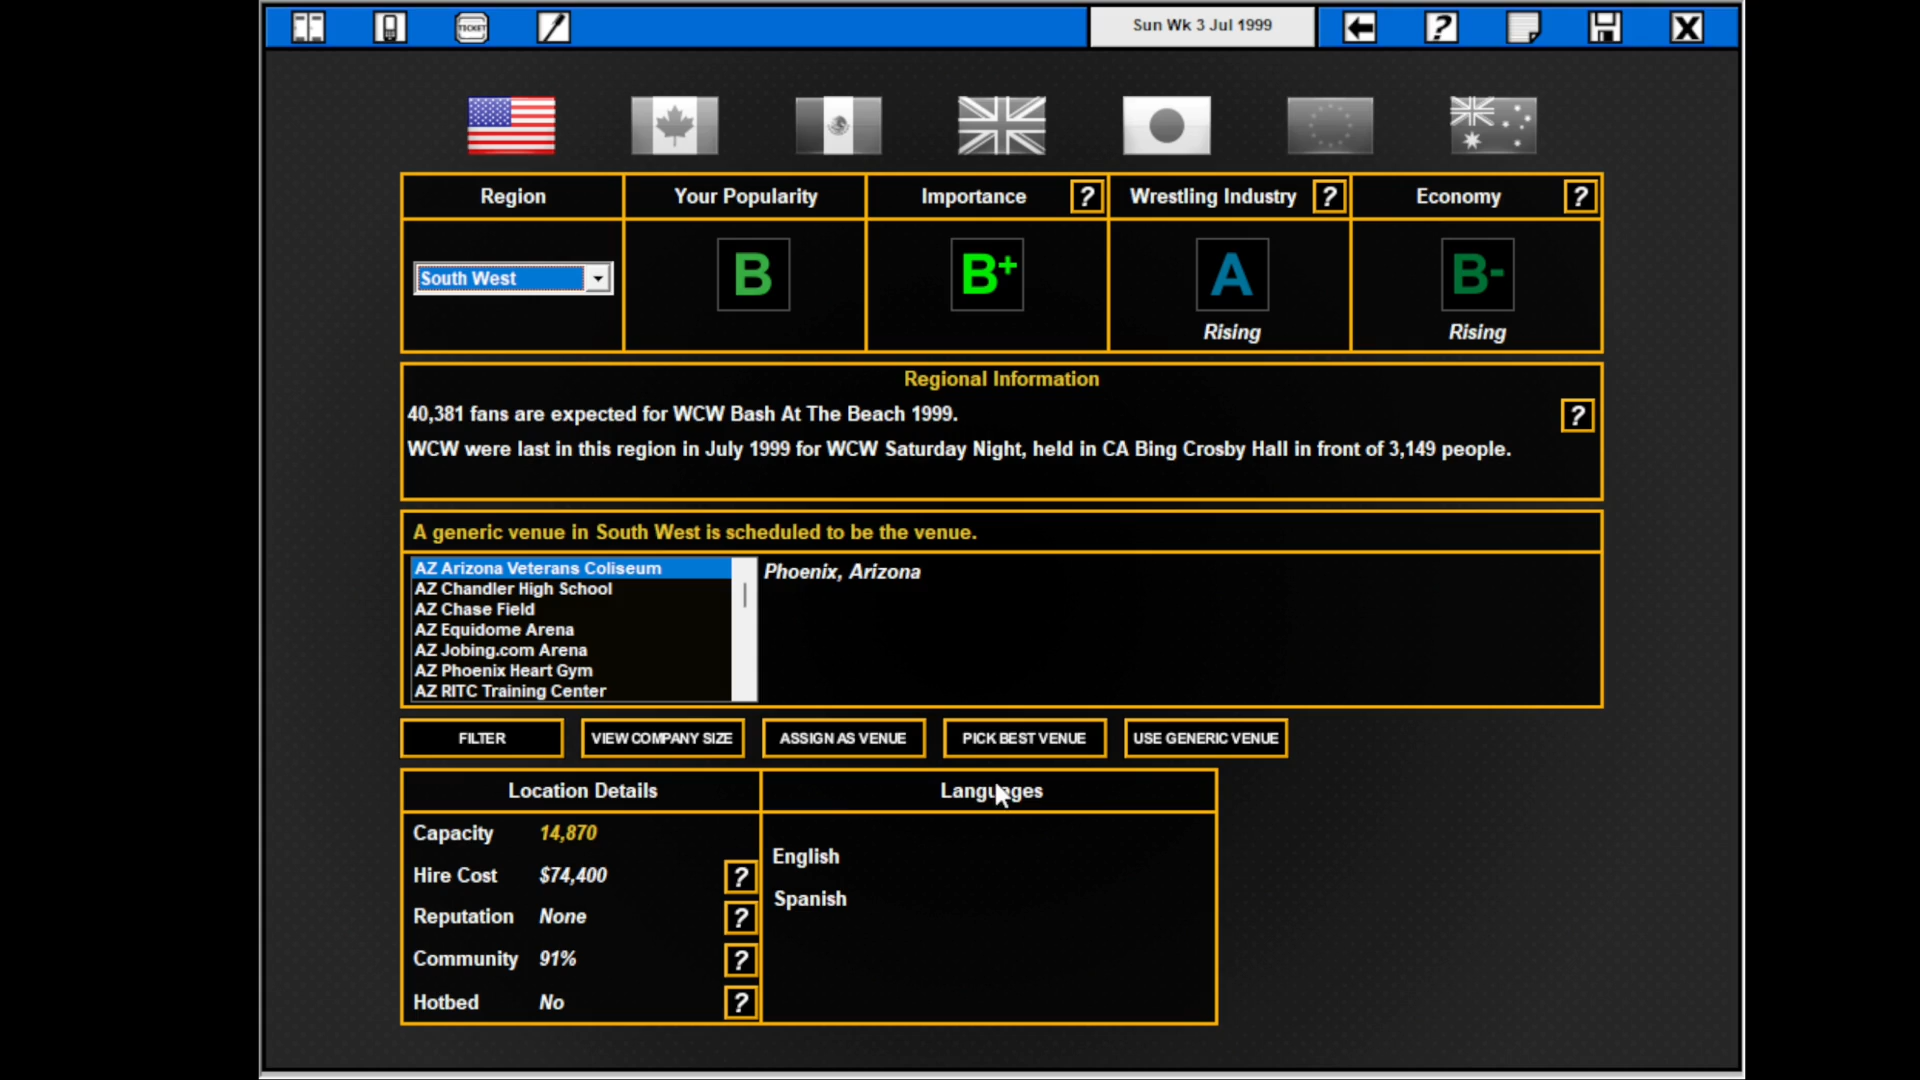 TICKET
Sun Wk 3 Jul 1999
?
X
Region
Your Popularity
Importance ?
Wrestling Industry ?
Economy ?
South West
B
B+
A
B-
Rising
Rising
Regional Information
40,381 fans are expected for WCW Bash At The Beach 1999.
?
WCW were last in this region in July 1999 for WCW Saturday Night, held in CA Bing Crosby Hall in front of 3,149 people.
A generic venue in South West is scheduled to be the venue.
AZ Arizona Veterans Coliseum
AZ Chandler High School
AZ Chase Field
AZ Equidome Arena
AZ Jobing.com Arena
AZ Phoenix Heart Gym
AZ RITC Training Center
Phoenix, Arizona
FILTER
VIEW COMPANY SIZE
ASSIGN AS VENUE
PICK BEST VENUE
USE GENERIC VENUE
Location Details
Capacity 14,870
Hire Cost $74,400 ?
Reputation None ?
Community 91% ?
Hotbed No ?
Languages
English
Spanish